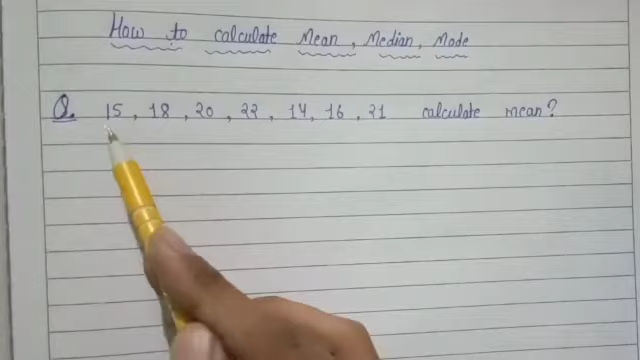 How to calculate Mean, Median, Mode
Q. 15, 18, 20, 22, 14, 16, 21 calculate mean?